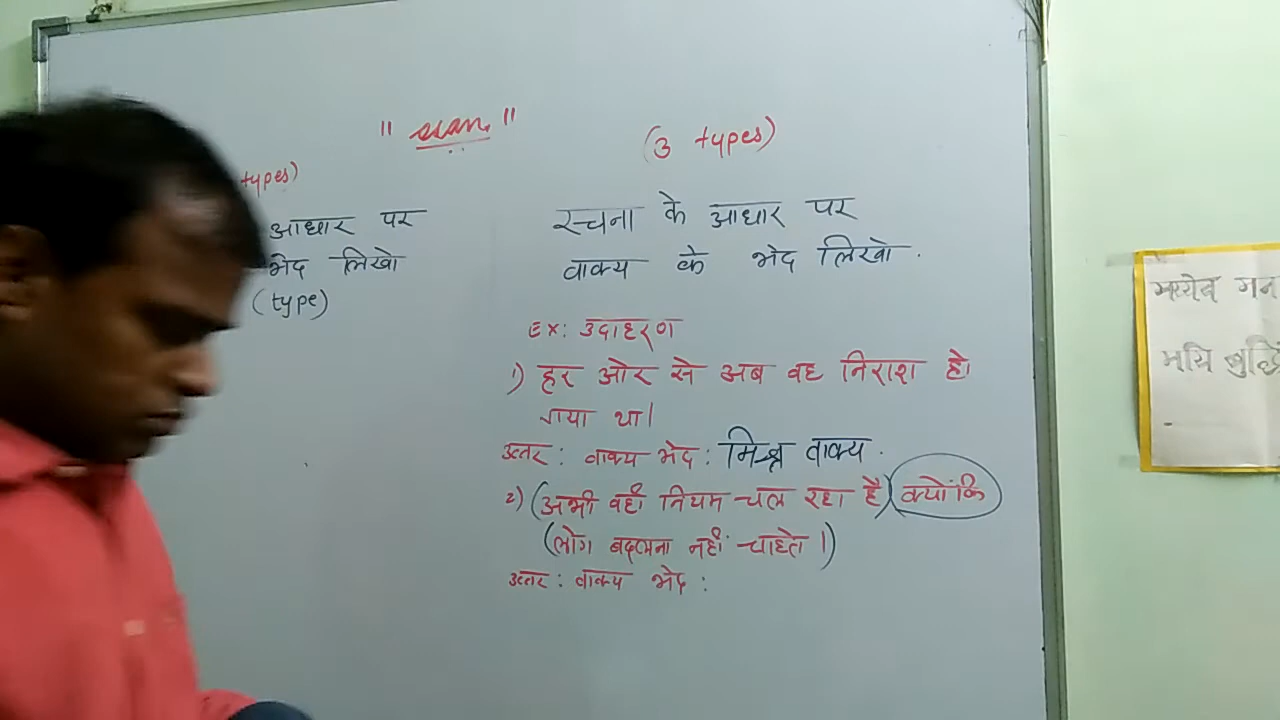 (3 types)
types)
आधार पर
भेद लिखो
(type)
रचना के आधार पर
वाक्य के भेद लिखो.
Ex: उदाहरण
1) हर ओर से अब वह निराश हो
गया था।
उत्तर: वाक्य भेद: मिश्र वाक्य.
2) (अभी वहाँ नियम चल रहा है) क्योंकि
(लोग बदलना नहीं चाहते।)
उत्तर: वाक्य भेद: